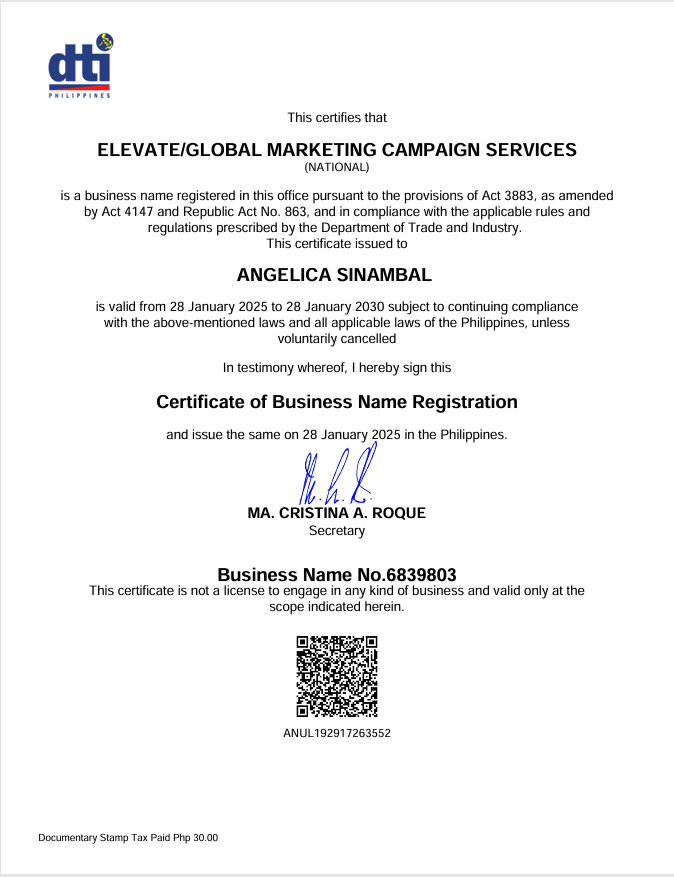 dti
PHILIPPINES
This certifies that
ELEVATE/GLOBAL MARKETING CAMPAIGN SERVICES
(NATIONAL)
is a business name registered in this office pursuant to the provisions of Act 3883, as amended
by Act 4147 and Republic Act No. 863, and in compliance with the applicable rules and
regulations prescribed by the Department of Trade and Industry.
This certificate issued to
ANGELICA SINAMBAL
is valid from 28 January 2025 to 28 January 2030 subject to continuing compliance
with the above-mentioned laws and all applicable laws of the Philippines, unless
voluntarily cancelled
In testimony whereof, I hereby sign this
Certificate of Business Name Registration
and issue the same on 28 January 2025 in the Philippines.
MA. CRISTINA A. ROQUE
Secretary
Business Name No.6839803
This certificate is not a license to engage in any kind of business and valid only at the
scope indicated herein.
ANUL192917263552
Documentary Stamp Tax Paid Php 30.00